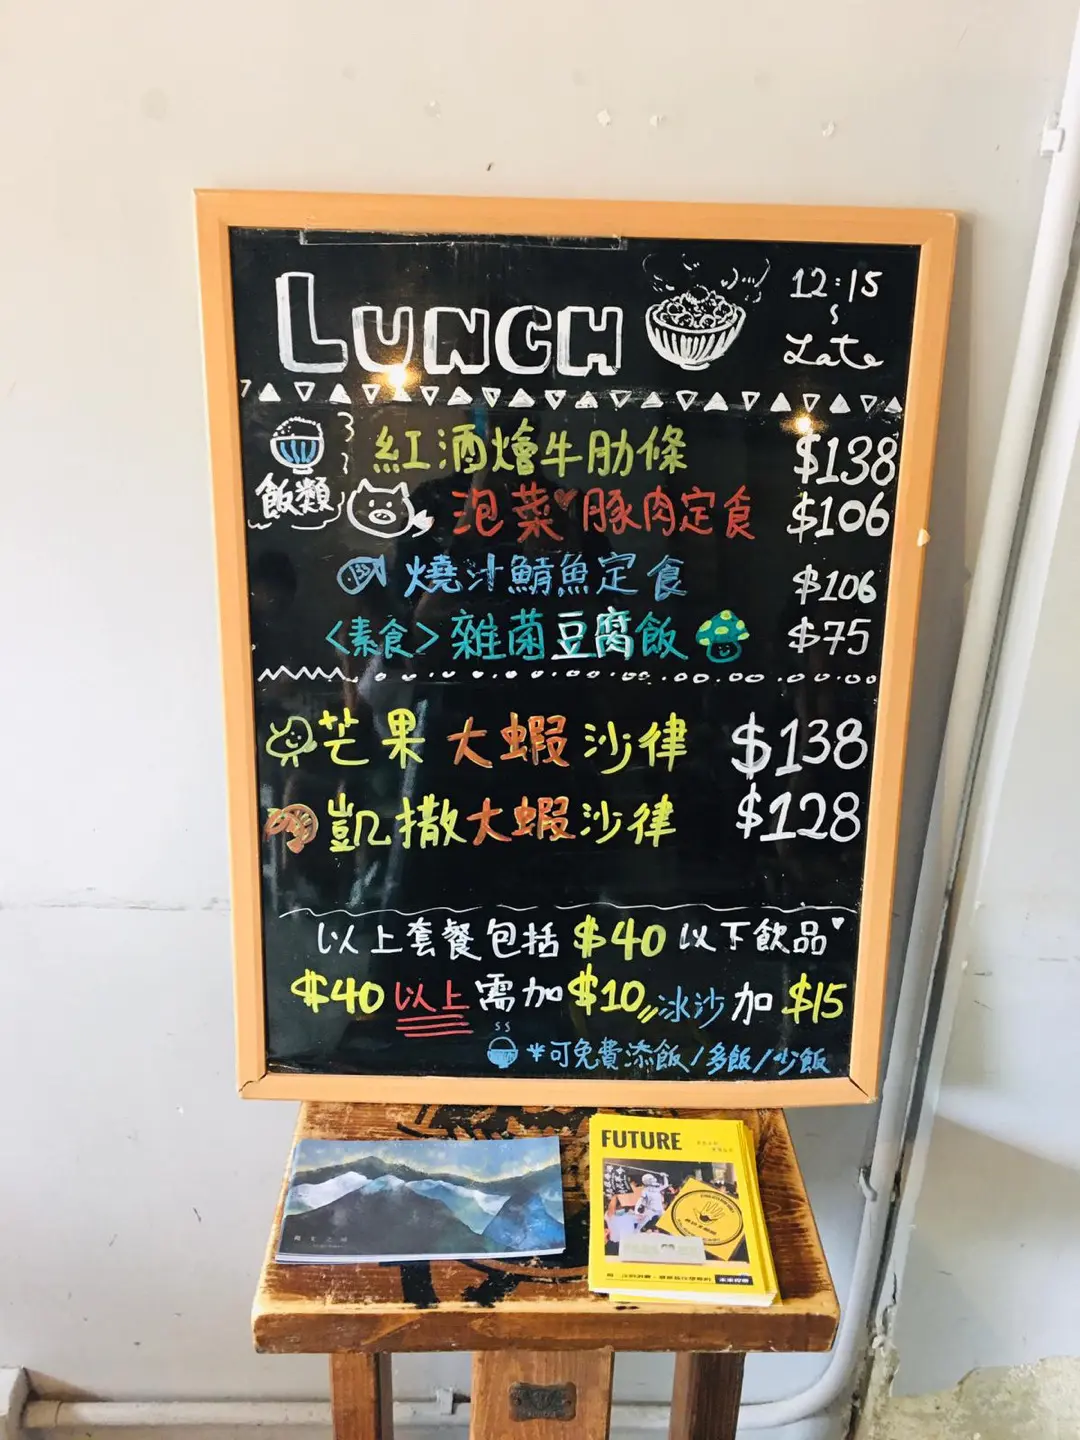 LUNCH
12:15
~
Late
飯類
紅酒燴牛肋條 $138
泡菜♥豚肉定食 $106
燒汁鯖魚定食 $106
<素食>雜菌豆腐飯 $75
芒果大蝦沙律 $138
凱撒大蝦沙律 $128
以上套餐包括$40以下飲品♥
$40以上需加$10 〃冰沙加$15
*可免費添飯/多飯/少飯
FUTURE